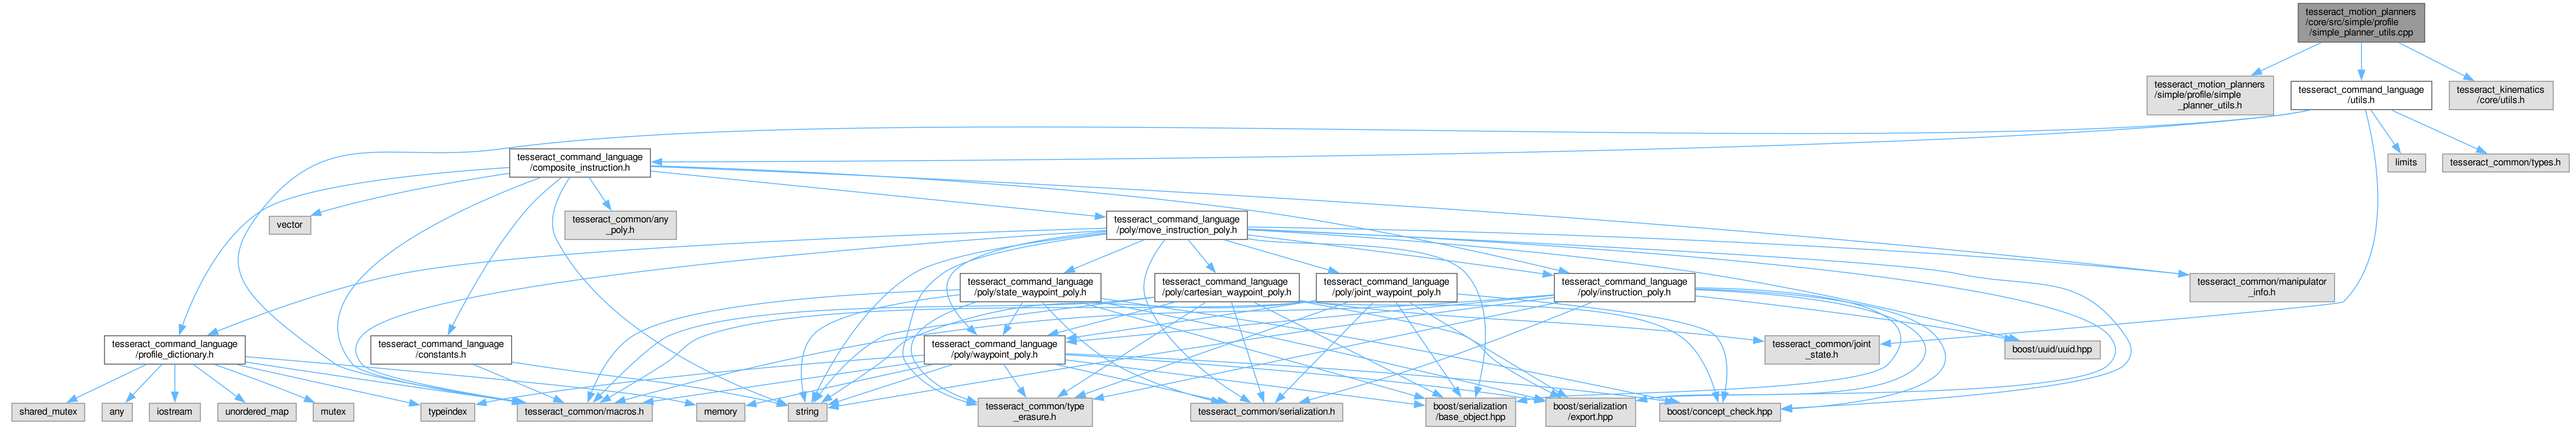 tesseract_motion_planners
/core/src/simple/profile
/simple_planner_utils.cpp
tesseract_motion_planners
/simple/profile/simple
_planner_utils.h
tesseract_command_language
/utils.h
tesseract_kinematics
/core/utils.h
tesseract_command_language
/composite_instruction.h
limits
tesseract_common/types.h
vector
tesseract_common/any
_poly.h
tesseract_command_language
/poly/move_instruction_poly.h
tesseract_command_language
/poly/state_waypoint_poly.h
tesseract_command_language
/poly/cartesian_waypoint_poly.h
tesseract_command_language
/poly/joint_waypoint_poly.h
tesseract_command_language
/poly/instruction_poly.h
tesseract_common/manipulator
_info.h
tesseract_command_language
/profile_dictionary.h
tesseract_command_language
/constants.h
tesseract_command_language
/poly/waypoint_poly.h
tesseract_common/joint
_state.h
boost/uuid/uuid.hpp
shared_mutex
any
iostream
unordered_map
mutex
typeindex
tesseract_common/macros.h
memory
string
tesseract_common/type
_erasure.h
tesseract_common/serialization.h
boost/serialization
/base_object.hpp
boost/serialization
/export.hpp
boost/concept_check.hpp